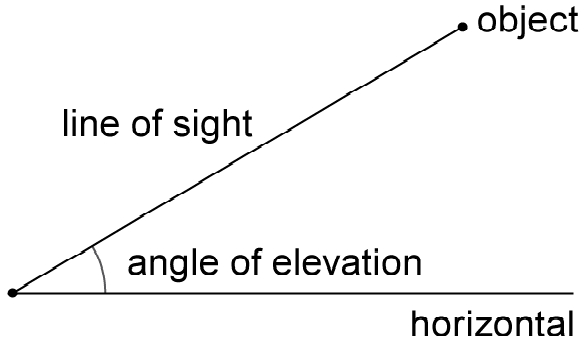 object
line of sight
angle of elevation
horizontal